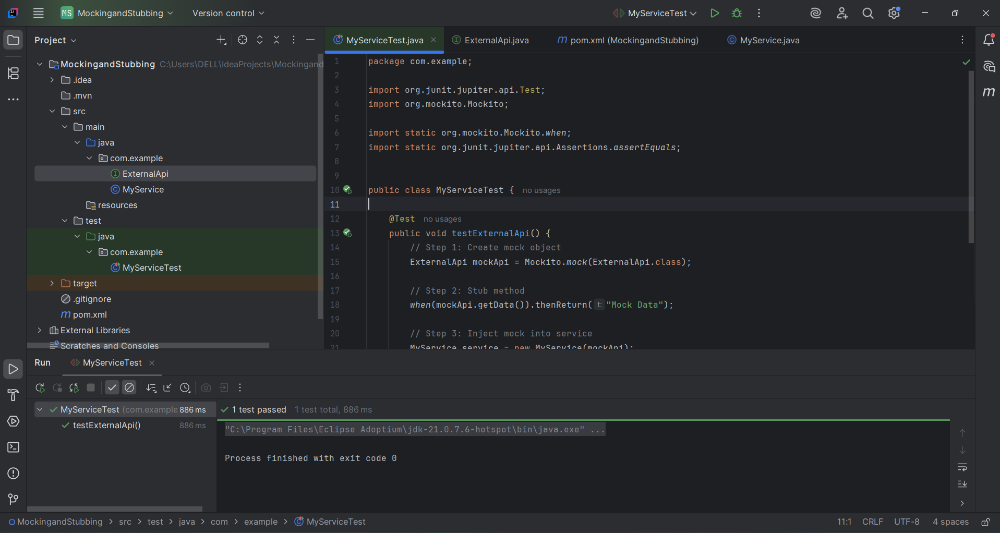 MS MockingandStubbing Version control MyServiceTest
Project
MyServiceTest.java ExternalApi.java m pom.xml (MockingandStubbing) MyService.java
MockingandStubbing C:\Users\DELL\IdeaProjects\Mockingand
.idea
.mvn
src
main
java
com.example
ExternalApi
MyService
resources
test
java
com.example
MyServiceTest
target
.gitignore
m pom.xml
External Libraries
Scratches and Consoles
1 package com.example;
2
3 import org.junit.jupiter.api.Test;
4 import org.mockito.Mockito;
5
6 import static org.mockito.Mockito.when;
7 import static org.junit.jupiter.api.Assertions.assertEquals;
8
9
10 public class MyServiceTest { no usages
11
12 @Test no usages
13 public void testExternalApi() {
14 // Step 1: Create mock object
15 ExternalApi mockApi = Mockito.mock(ExternalApi.class);
16
17 // Step 2: Stub method
18 when(mockApi.getData()).thenReturn( t: "Mock Data");
19
20 // Step 3: Inject mock into service
21 MyService service = new MyService(mockApi);
m
Run MyServiceTest
MyServiceTest (com.example 886 ms
testExternalApi() 886 ms
1 test passed 1 test total, 886 ms
"C:\Program Files\Eclipse Adoptium\jdk-21.0.7.6-hotspot\bin\java.exe" ...
Process finished with exit code 0
MockingandStubbing > src > test > java > com > example > MyServiceTest
11:1 CRLF UTF-8 4 spaces